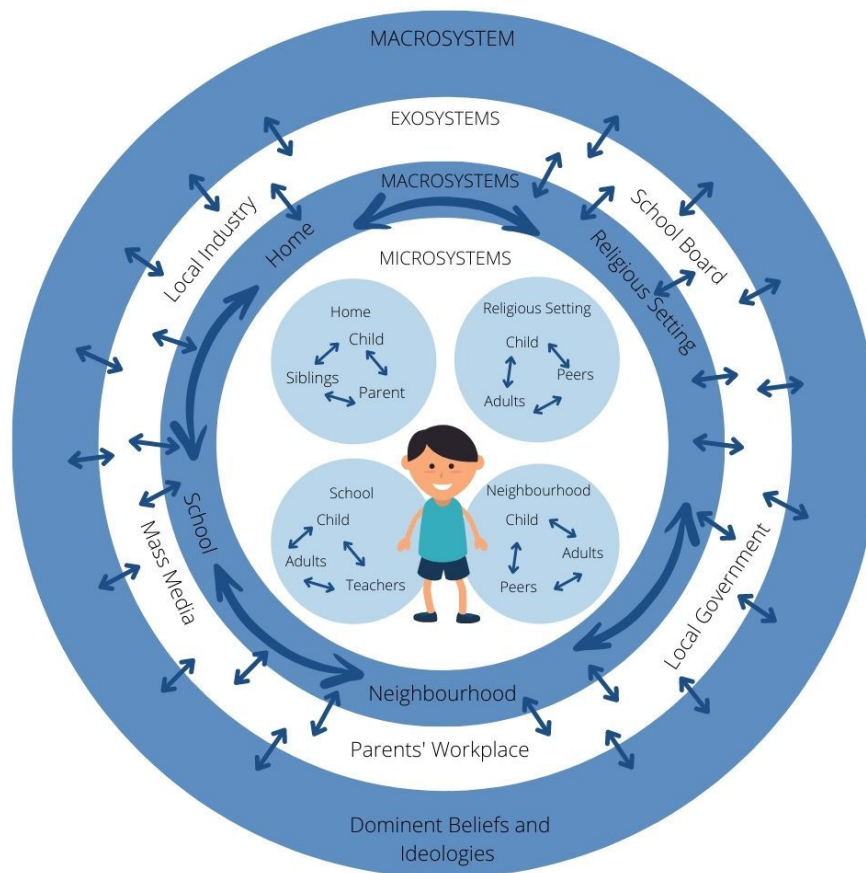 MACROSYSTEM
EXOSYSTEMS
MACROSYSTEMS
MICROSYSTEMS
Local Industry
Home
School Board
Religious Setting
Home
Child
Siblings
Parent
Religious Setting
Child
Peers
Adults
School
Child
Adults
Teachers
Neighbourhood
Child
Adults
Peers
School
Mass Media
Local Government
Neighbourhood
Parents' Workplace
Dominent Beliefs and
Ideologies